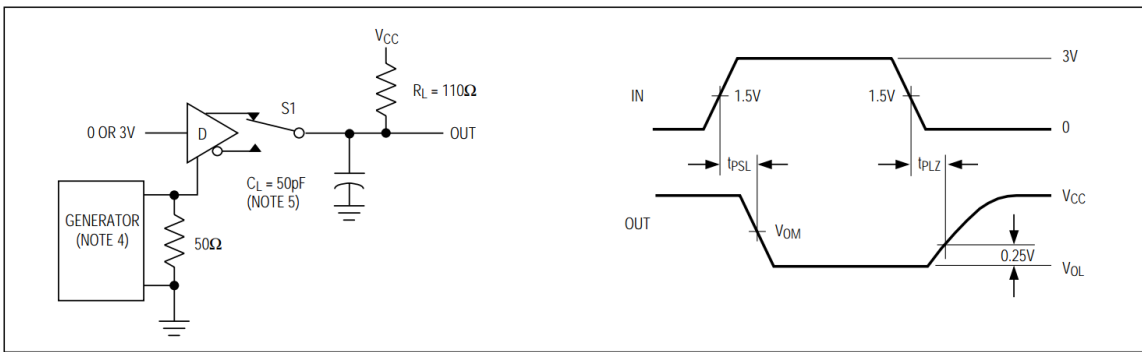 VCC
RL = 110Ω
S1
0 OR 3V
D
OUT
CL = 50pF
(NOTE 5)
GENERATOR
(NOTE 4)
50Ω
3V
IN
1.5V
1.5V
0
tPSL
tPLZ
VCC
OUT
VOM
0.25V
VOL